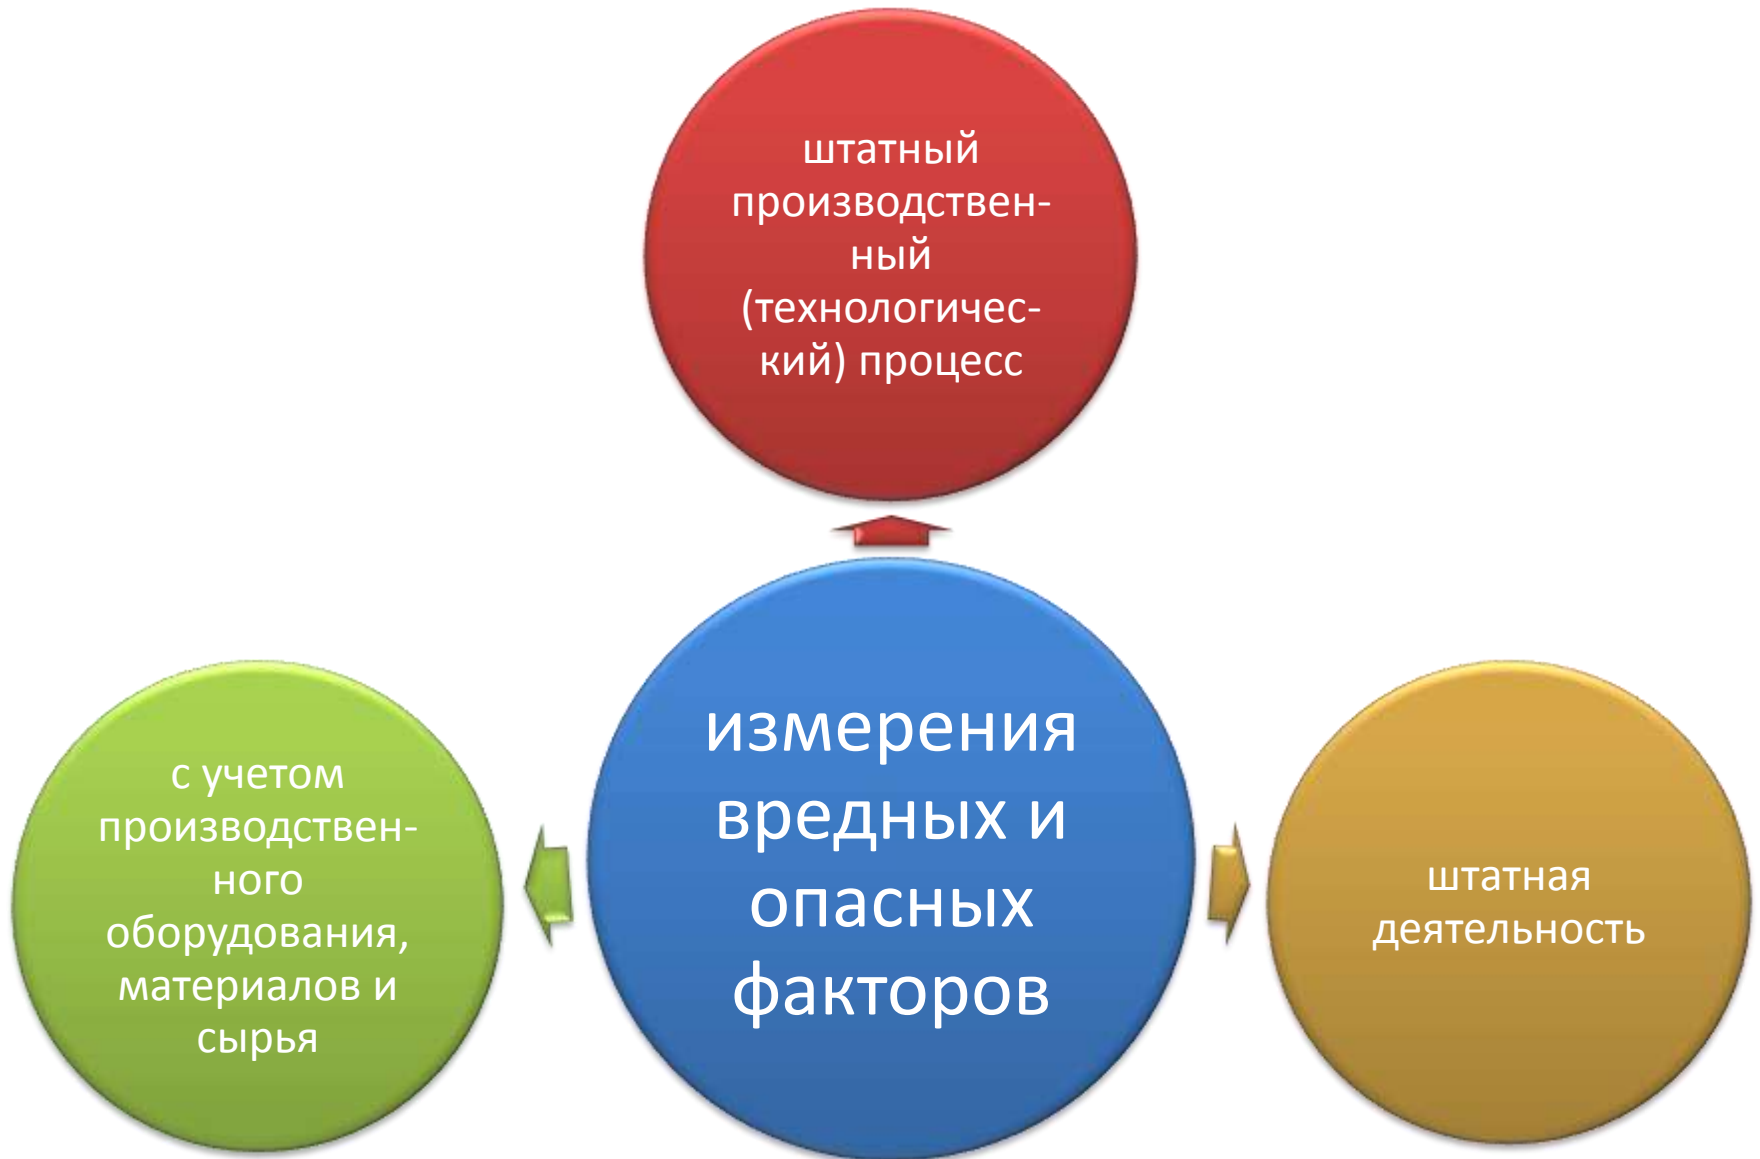 штатный
производствен-
ный
(технологичес-
кий) процесс
измерения
вредных и
опасных
факторов
с учетом
производствен-
ного
оборудования,
материалов и
сырья
штатная
деятельность